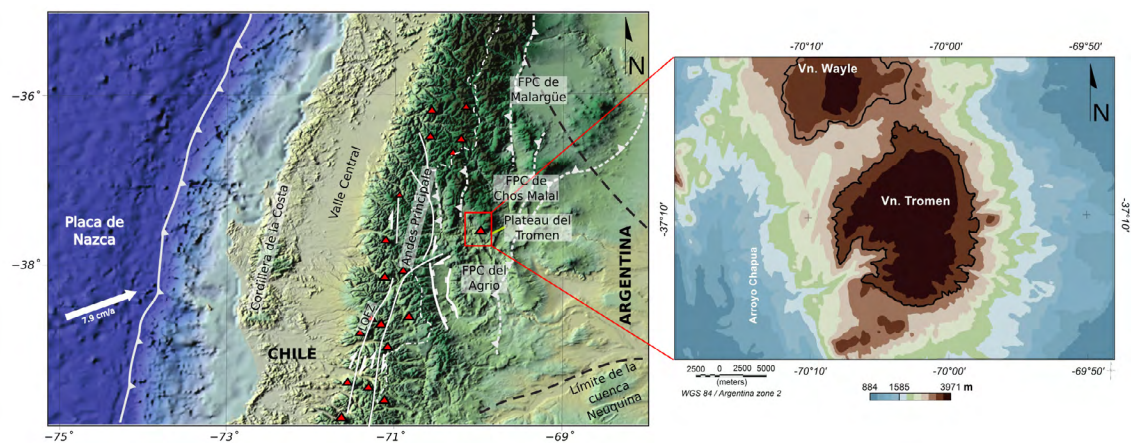 −36°
−38°
−75°
−73°
−71°
−69°
Placa de
Nazca
7.9 cm/a
Cordillera de la Costa
Valle Central
Andes Principale
LOFZ
CHILE
ARGENTINA
N
FPC de
Malargüe
FPC de
Chos Malal
Plateau del
Tromen
FPC del
Agrio
Límite de la
cuenca
Neuquina
-70°10'
-70°00'
-69°50'
Vn. Wayle
N
Vn. Tromen
-37°10'
-37°10'
Arroyo Chapua
-70°10'
-70°00'
-69°50'
2500 0 2500 5000
(meters)
WGS 84 / Argentina zone 2
884 1585 3971 m